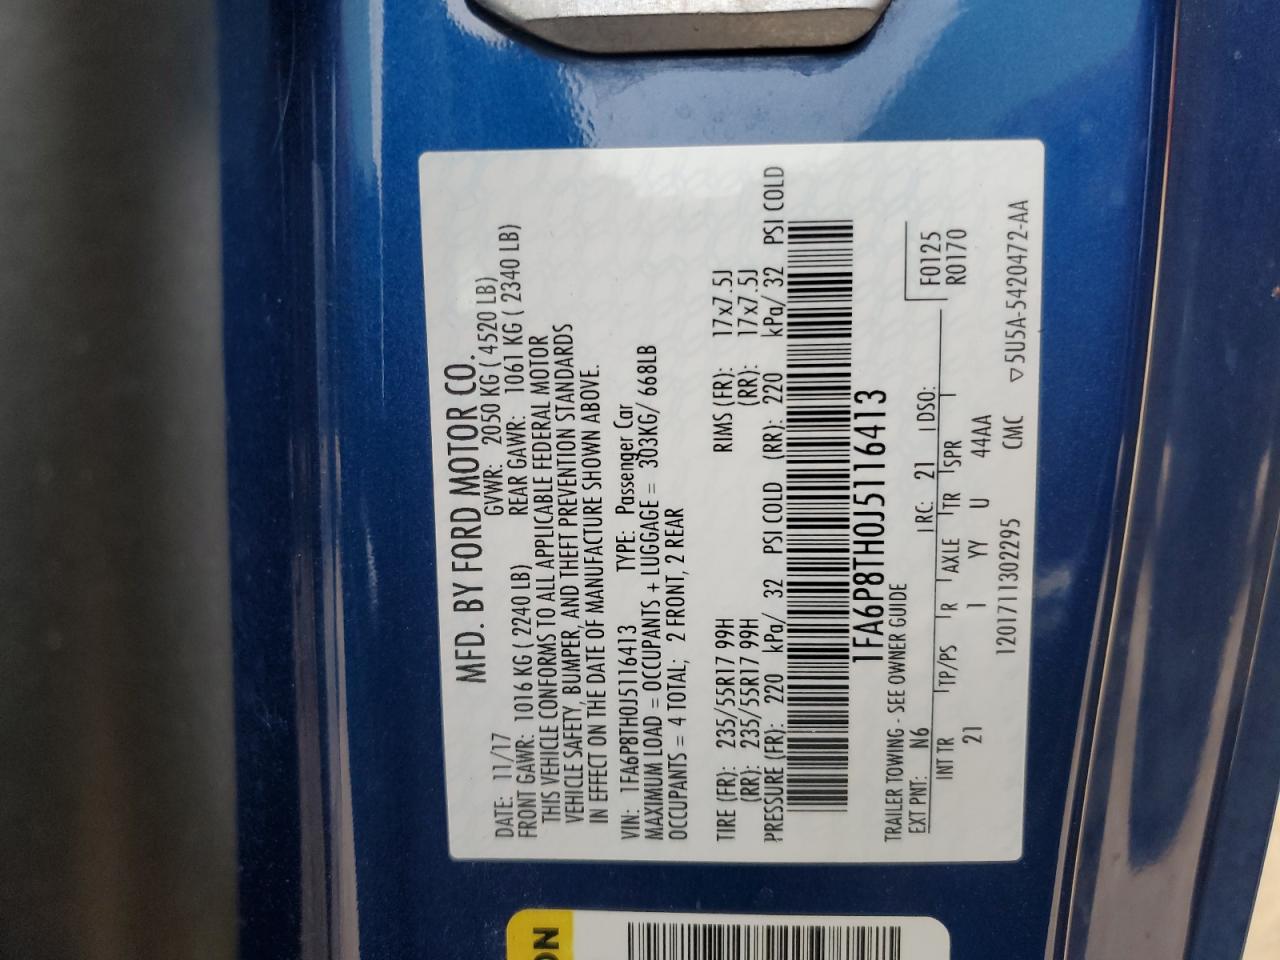 MFD. BY FORD MOTOR CO.
DATE: 11/17 GVWR: 2050 KG ( 4520 LB)
FRONT GAWR: 1016 KG ( 2240 LB) REAR GAWR: 1061 KG ( 2340 LB)
THIS VEHICLE CONFORMS TO ALL APPLICABLE FEDERAL MOTOR
VEHICLE SAFETY, BUMPER, AND THEFT PREVENTION STANDARDS
IN EFFECT ON THE DATE OF MANUFACTURE SHOWN ABOVE.
VIN: 1FA6P8TH0J5116413 TYPE: Passenger Car
MAXIMUM LOAD = OCCUPANTS + LUGGAGE = 303KG/ 668LB
OCCUPANTS = 4 TOTAL; 2 FRONT, 2 REAR
TIRE (FR): 235/55R17 99H RIMS (FR): 17x7.5J
(RR): 235/55R17 99H (RR): 17x7.5J
PRESSURE (FR): 220 kPa/ 32 PSI COLD (RR): 220 kPa/ 32 PSI COLD
1FA6P8TH0J5116413
TRAILER TOWING - SEE OWNER GUIDE F0125
EXT PNT: N6 RC: 21 DSO: R0170
INT TR TP/PS R AXLE TR SPR
21 1 YY U 44AA
1201711302295 CMC ▽5U5A-5420472-AA
ON